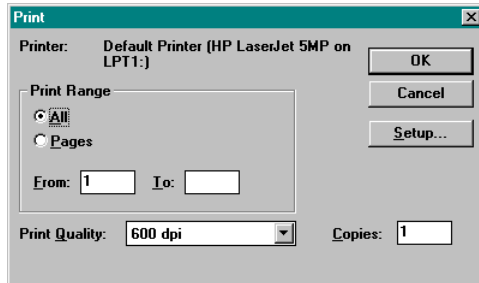 Print
Printer: Default Printer (HP LaserJet 5MP on
LPT1:)
OK
Cancel
Setup...
Print Range
All
Pages
From: 1 To:
Print Quality: 600 dpi
Copies: 1